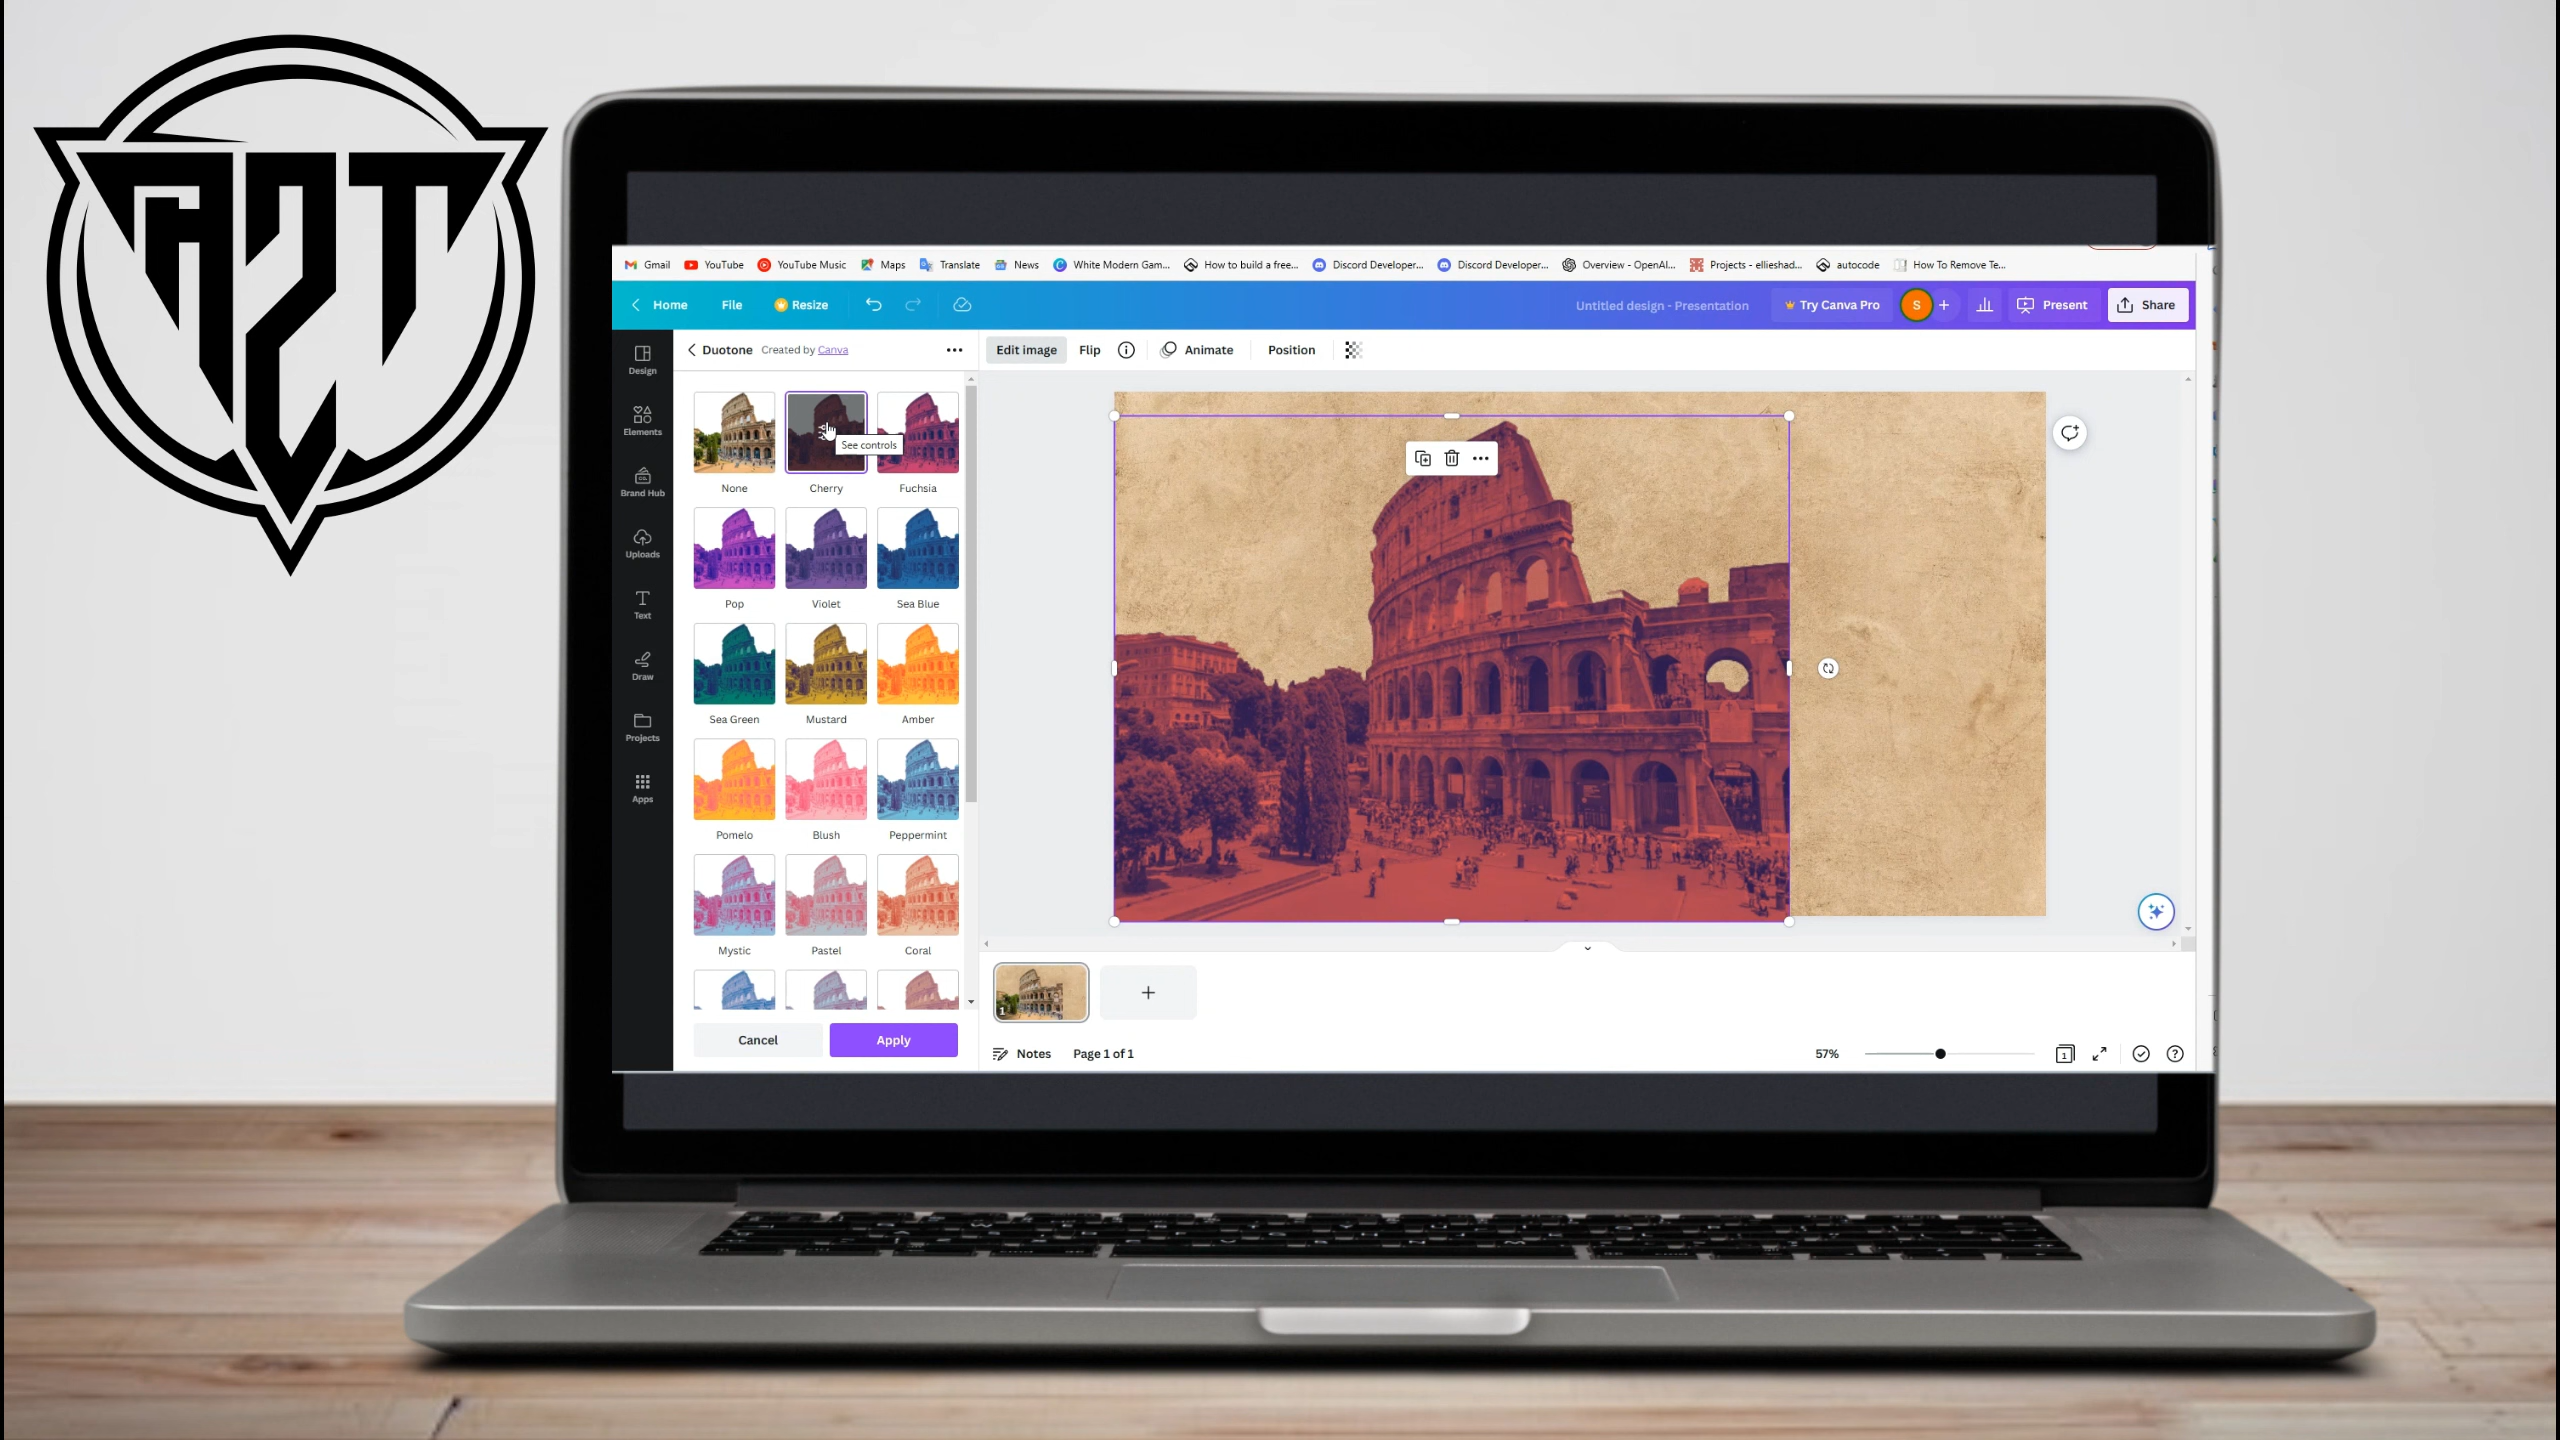 A2T
Gmail YouTube YouTube Music Maps Translate News White Modern Gam... How to build a free... Discord Developer... Discord Developer... Overview - OpenAI... Projects - ellieshad... autocode How To Remove Te...
Home File Resize Untitled design - Presentation Try Canva Pro S + Present Share
Duotone Created by Canva ••• Edit image Flip Animate Position
Design
Elements
Brand Hub
Uploads
Text
Draw
Projects
Apps
See controls
None Cherry Fuchsia
Pop Violet Sea Blue
Sea Green Mustard Amber
Pomelo Blush Peppermint
Mystic Pastel Coral
Cancel Apply
1
Notes Page 1 of 1 57% 1 ?